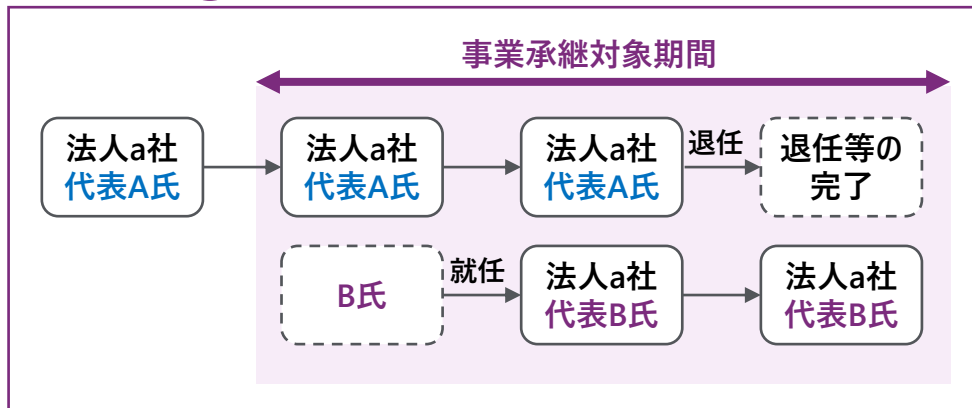 事業承継対象期間
法人a社
代表A氏
法人a社
代表A氏
法人a社
代表A氏
退任
退任等の
完了
B氏
就任
法人a社
代表B氏
法人a社
代表B氏